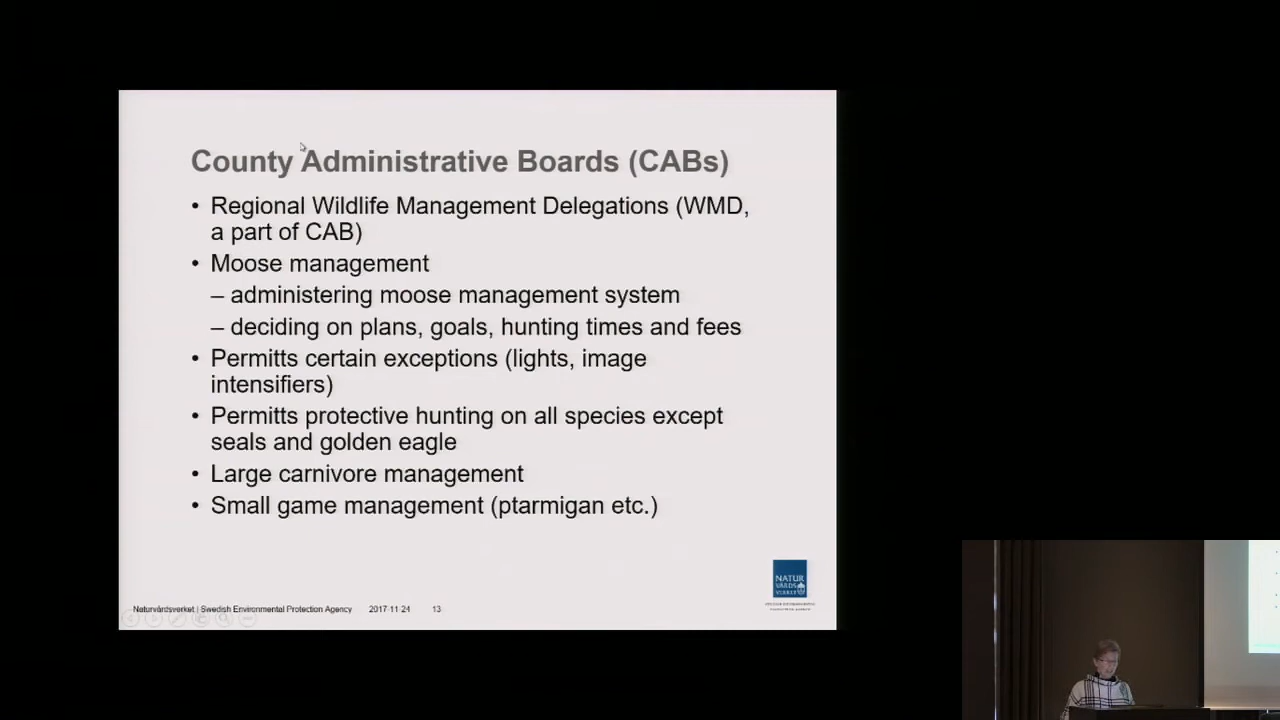 County Administrative Boards (CABs)
• Regional Wildlife Management Delegations (WMD,
a part of CAB)
• Moose management
– administering moose management system
– deciding on plans, goals, hunting times and fees
• Permitts certain exceptions (lights, image
intensifiers)
• Permitts protective hunting on all species except
seals and golden eagle
• Large carnivore management
• Small game management (ptarmigan etc.)
NATUR
VÅRDS
VERKET
Naturvårdsverket | Swedish Environmental Protection Agency 2017-11-24 13